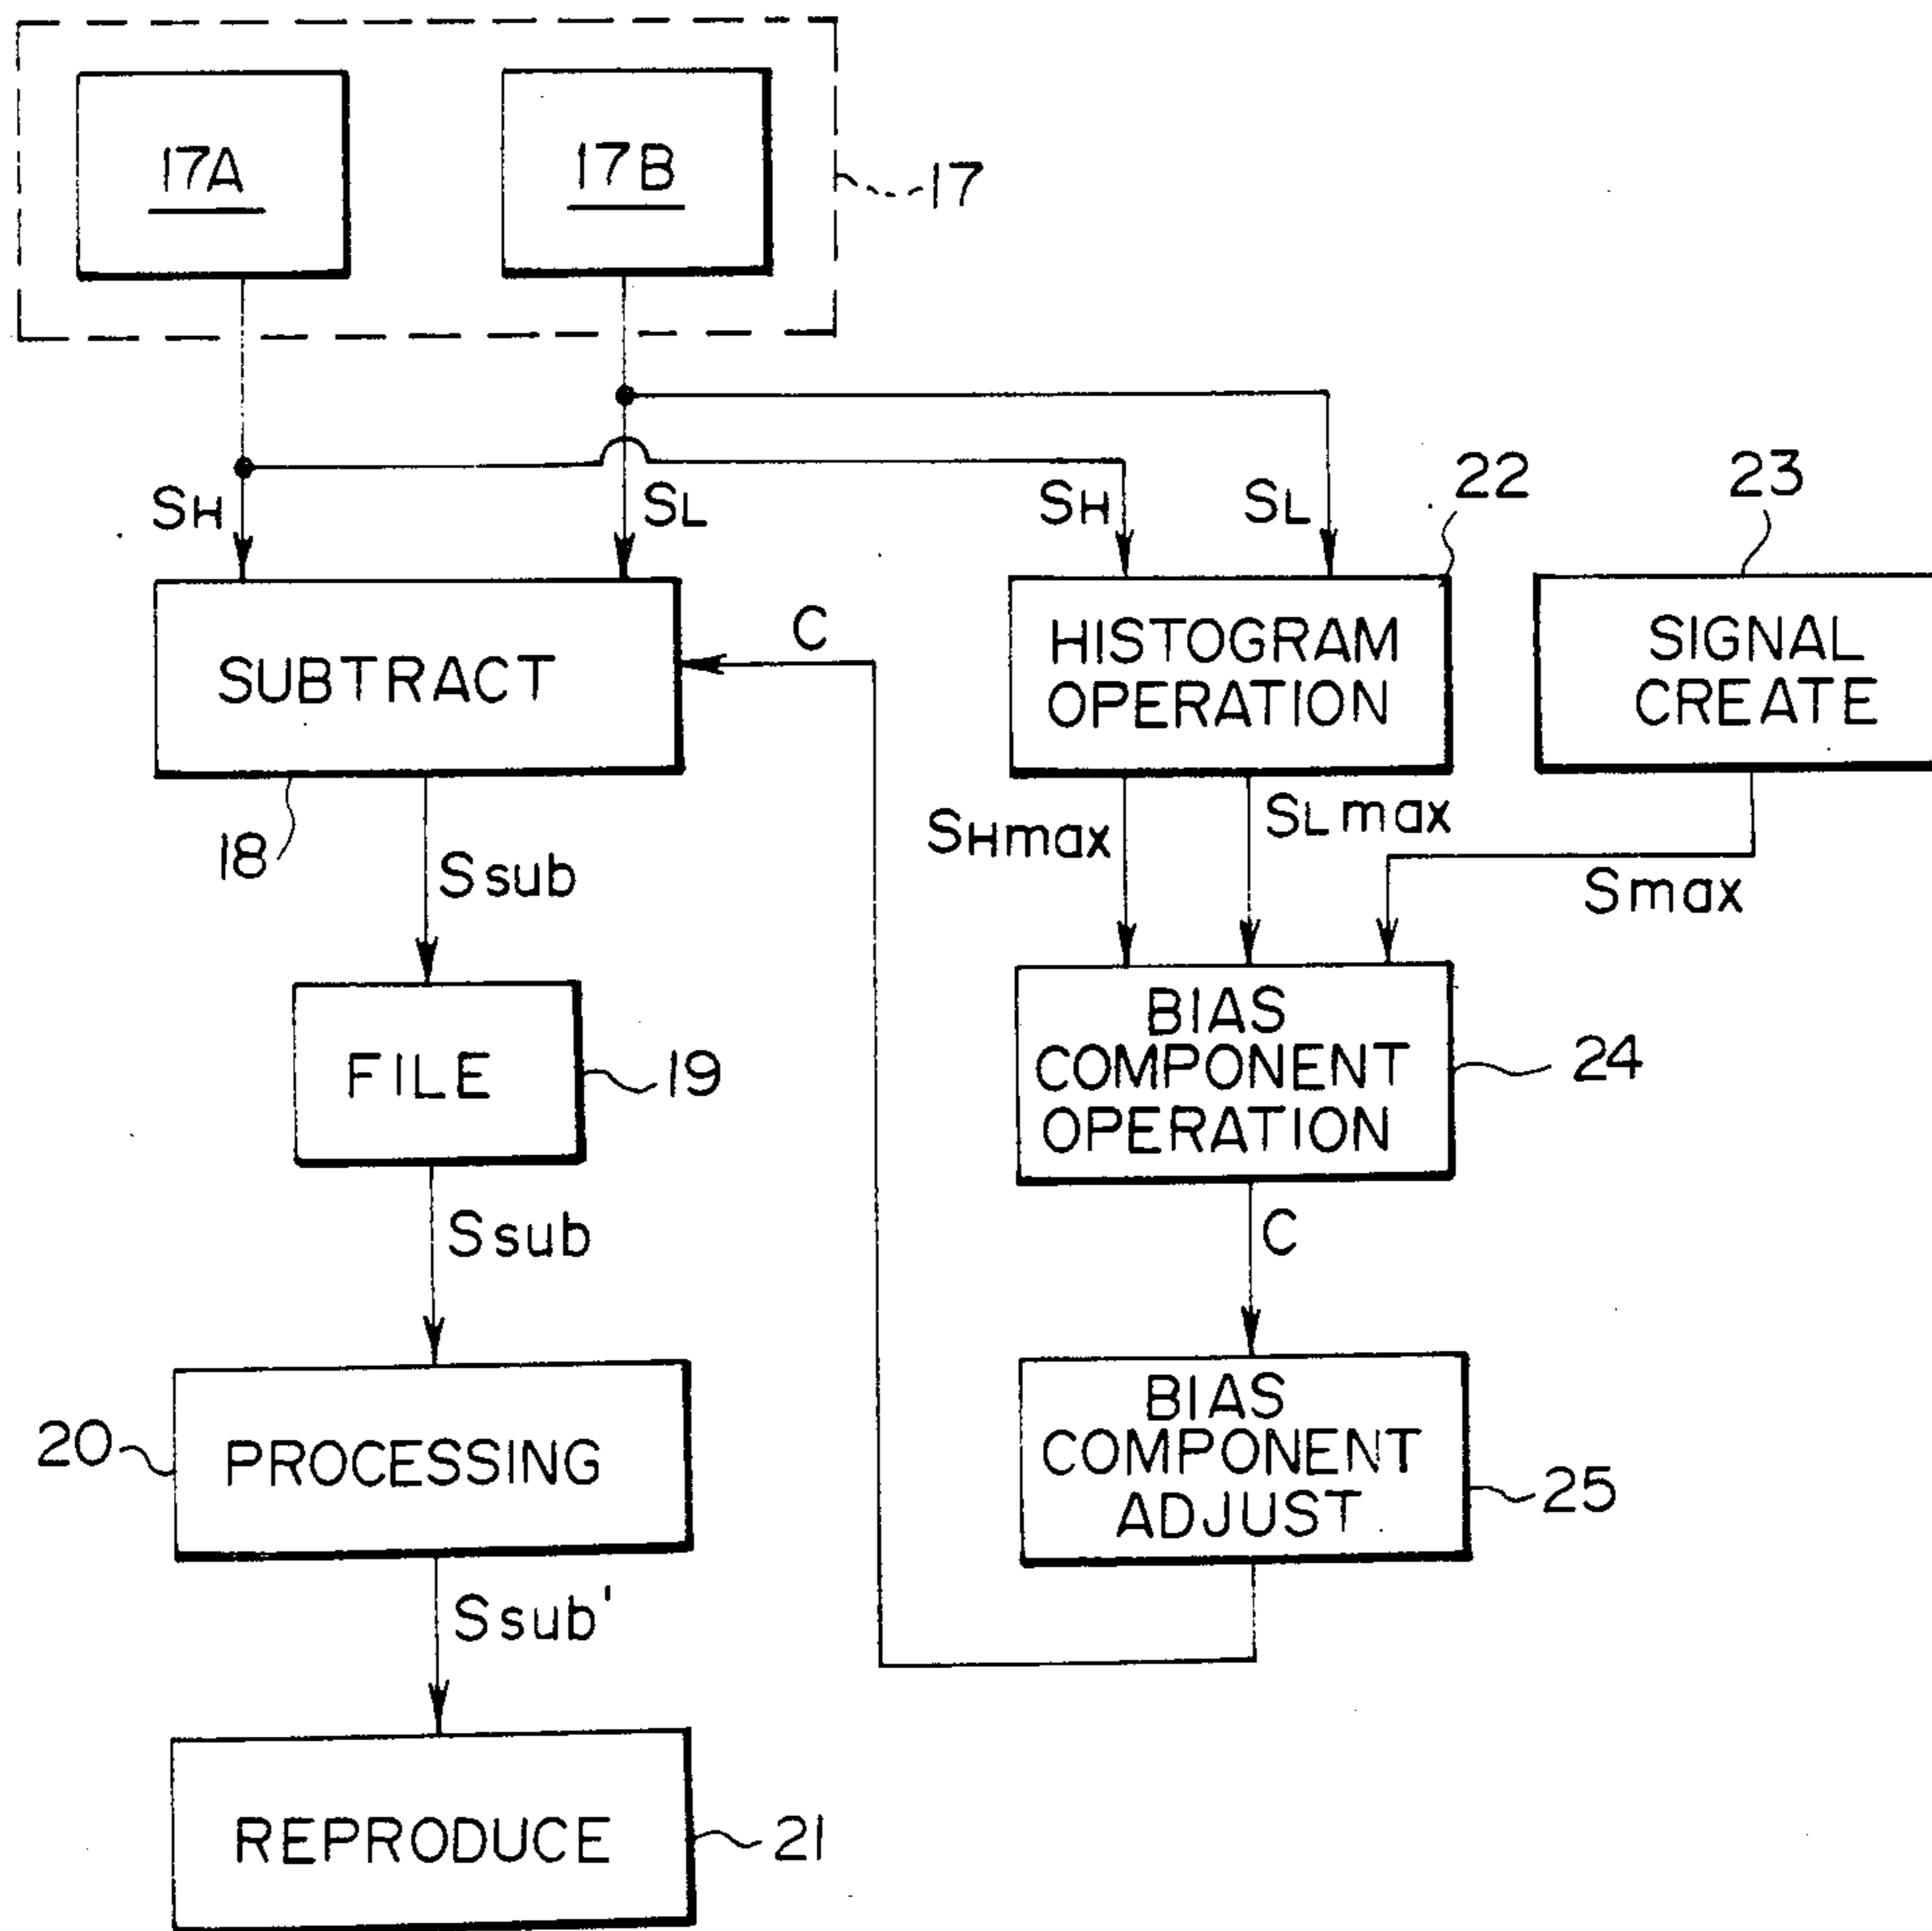 17A
17B
17
SH
SL
SH
SL
22
23
SUBTRACT
C
HISTOGRAM
OPERATION
SIGNAL
CREATE
18
Ssub
SHmax
SLmax
Smax
FILE
19
BIAS
COMPONENT
OPERATION
24
Ssub
C
20
PROCESSING
BIAS
COMPONENT
ADJUST
25
Ssub'
REPRODUCE
21